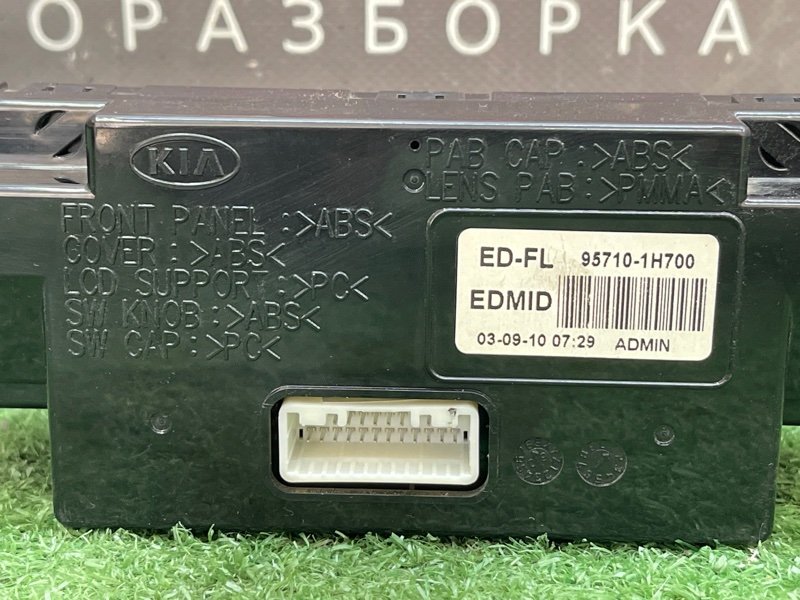 ОРАЗБОРКА
KIA
PAB CAP : >ABS<
LENS PAB : >PMMA<
FRONT PANEL : >ABS<
COVER : >ABS<
LCD SUPPORT : >PC<
SW KNOB : >ABS<
SW CAP : >PC<
ED-FL 95710-1H700
EDMID
03-09-10 07:29 ADMIN